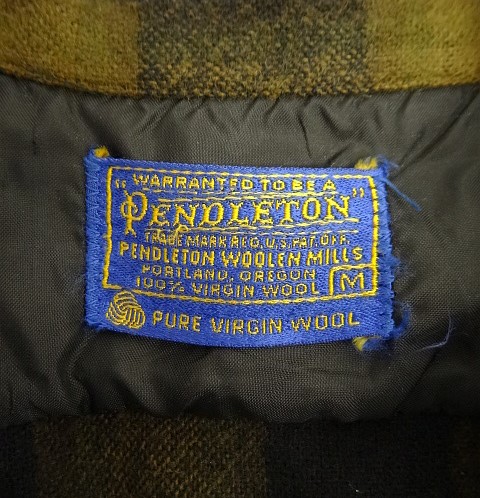 "WARRANTED TO BE A
PENDLETON"
TRADE MARK REG. U.S. PAT. OFF.
PENDLETON WOOLEN MILLS
PORTLAND, OREGON
100% VIRGIN WOOL M
PURE VIRGIN WOOL